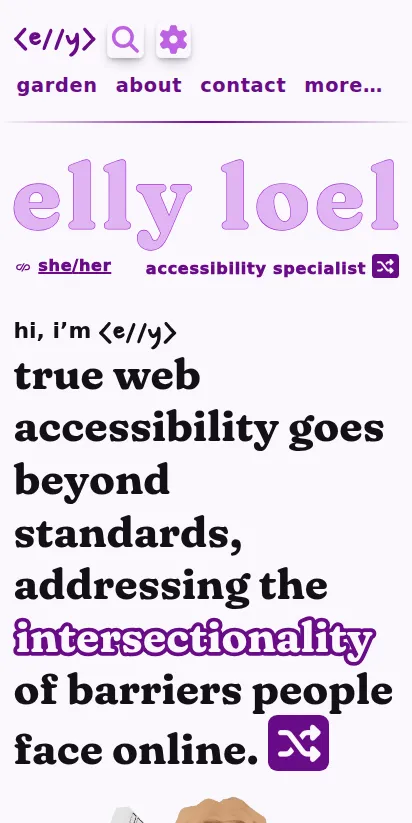 <e//y>
garden about contact more...
elly loel
she/her accessibility specialist
hi, i’m <e//y>
true web
accessibility goes
beyond
standards,
addressing the
intersectionality
of barriers people
face online.